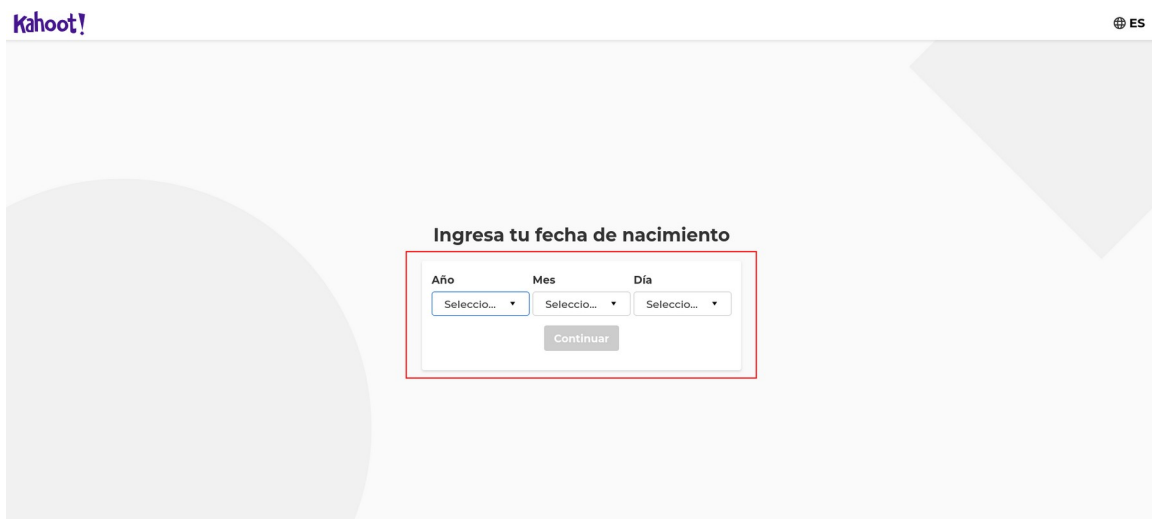 Kahoot!
ES
Ingresa tu fecha de nacimiento
Año Mes Día
Seleccio... Seleccio... Seleccio...
Continuar